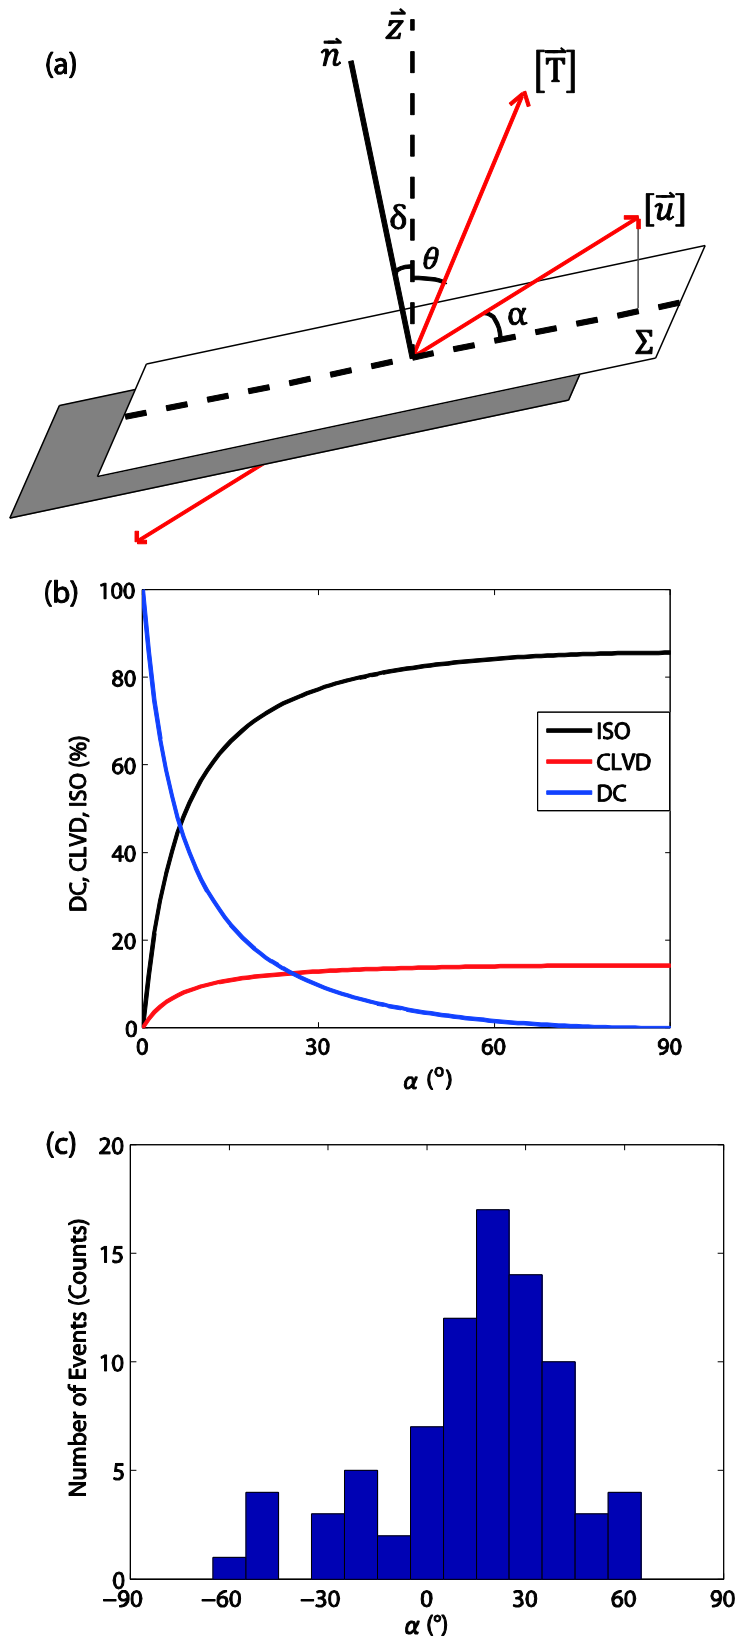 (a)
z⃗
n⃗
[T⃗]
δ
θ
[u⃗]
α
Σ
(b)
100
80
60
40
20
0
DC, CLVD, ISO (%)
ISO
CLVD
DC
0 30 60 90
α (°)
(c)
20
15
10
5
0
Number of Events (Counts)
−90 −60 −30 0 30 60 90
α (°)